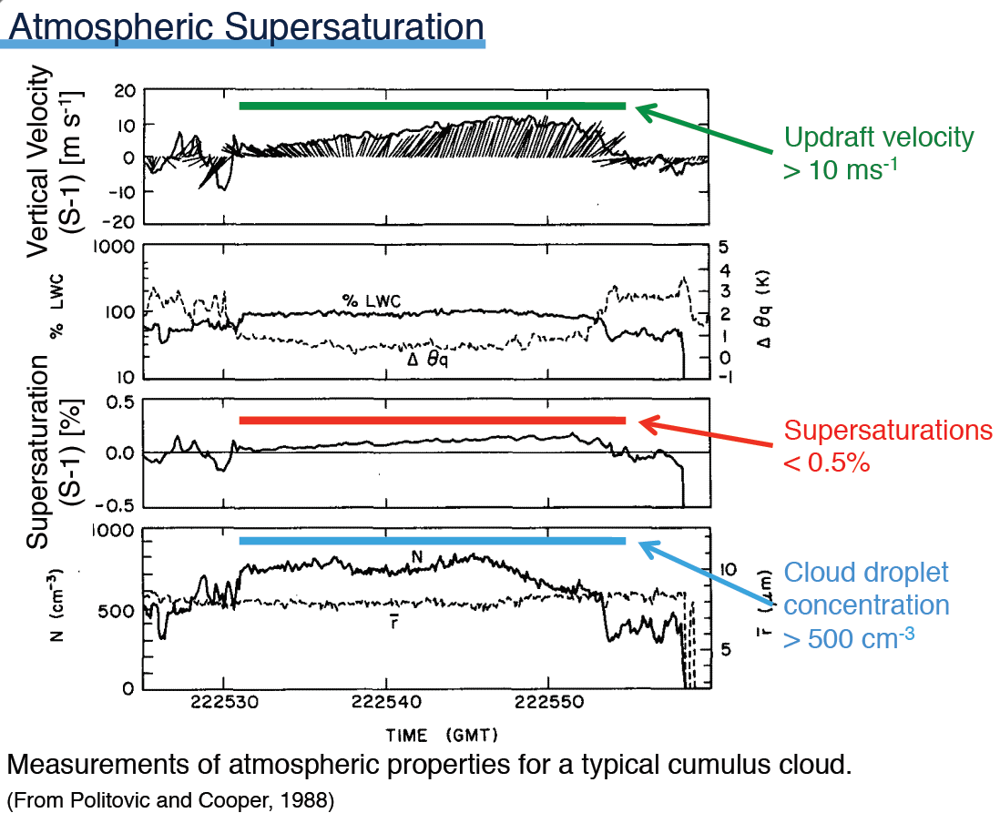 Atmospheric Supersaturation
Vertical Velocity
(S-1) [m s-1]
20
10
0
-10
-20
Updraft velocity
> 10 ms-1
% LWC
1000
100
10
% LWC
Δ θq
5
4
3
2
1
0
-1
Δ θq (K)
Supersaturation
(S-1) [%]
0.5
0.0
-0.5
Supersaturations
< 0.5%
N (cm-3)
1000
500
0
N
r̅
10
5
r̅ (μm)
Cloud droplet
concentration
> 500 cm-3
222530 222540 222550
TIME (GMT)
Measurements of atmospheric properties for a typical cumulus cloud.
(From Politovic and Cooper, 1988)